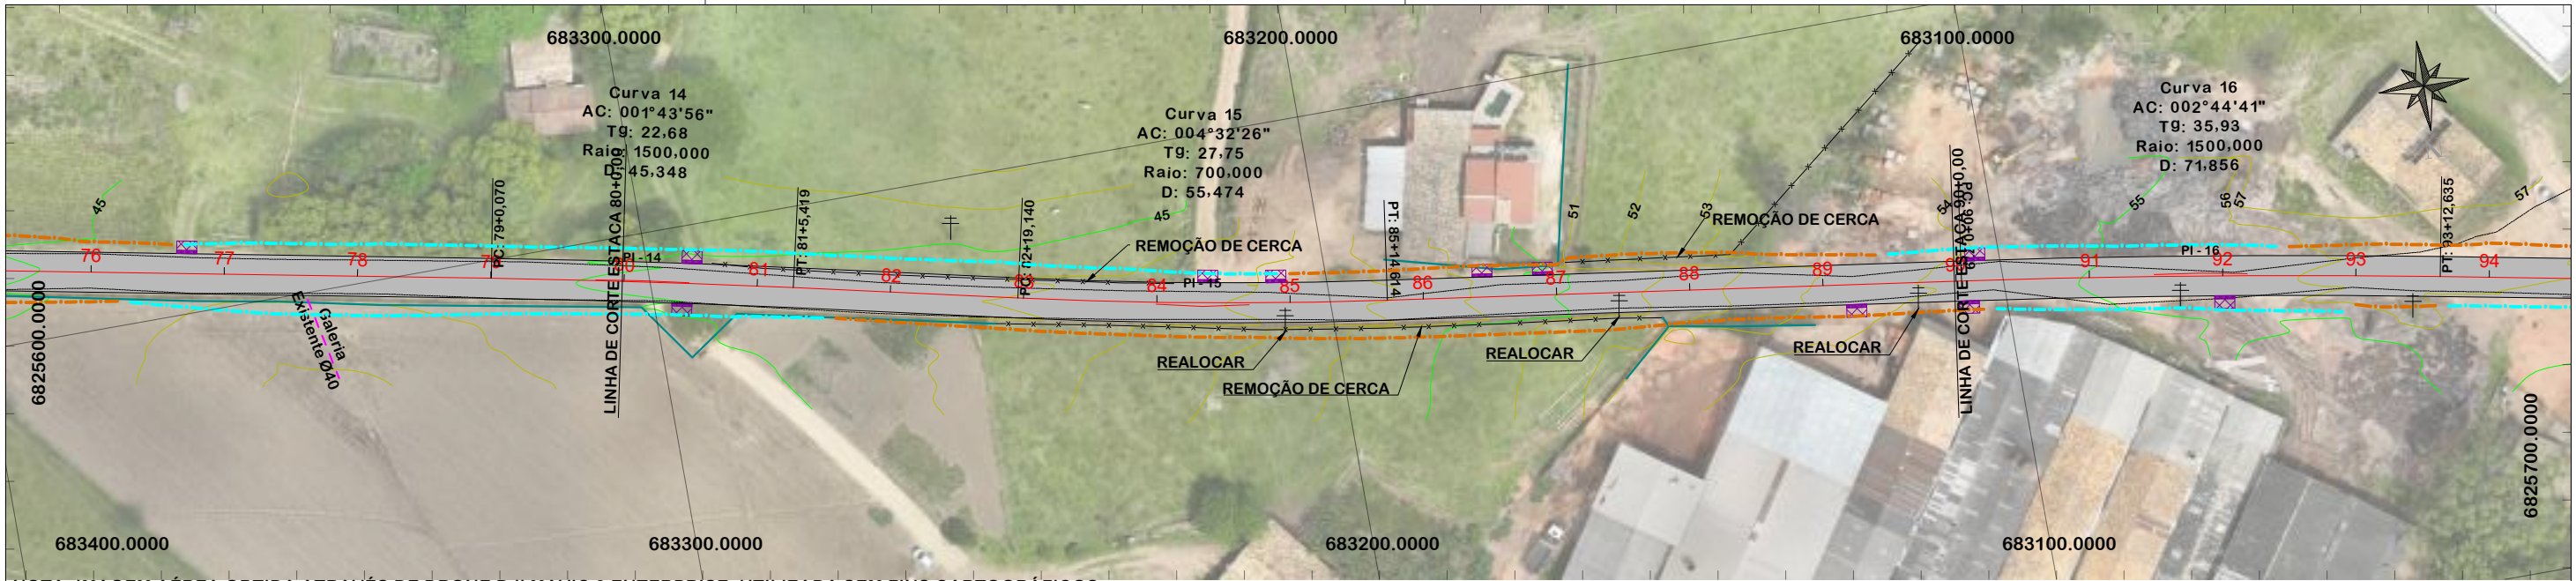 683300.0000
683200.0000
683100.0000
Curva 14
AC: 001°43'56"
Tg: 22,68
Raio: 1500,000
D: 45,348
Curva 15
AC: 004°32'26"
Tg: 27,75
Raio: 700,000
D: 55,474
Curva 16
AC: 002°44'41"
Tg: 35,93
Raio: 1500,000
D: 71,856
45
PC: 79+0,070
LINHA DE CORTE ESTACA 80+0,00
PT: 81+5,419
PC: 82+19,140
45
REMOÇÃO DE CERCA
PT: 85+14,614
51
52
53
REMOÇÃO DE CERCA
54
LINHA DE CORTE ESTACA 90+0,00
55
56
57
PT: 93+12,635
57
76
77
78
79
80
PI - 14
81
82
83
84
PI - 15
85
86
87
88
89
90
91
PI - 16
92
93
94
Galeria
Existente Ø40
REALOCAR
REMOÇÃO DE CERCA
REALOCAR
REALOCAR
6825600.0000
6825700.0000
683400.0000
683300.0000
683200.0000
683100.0000